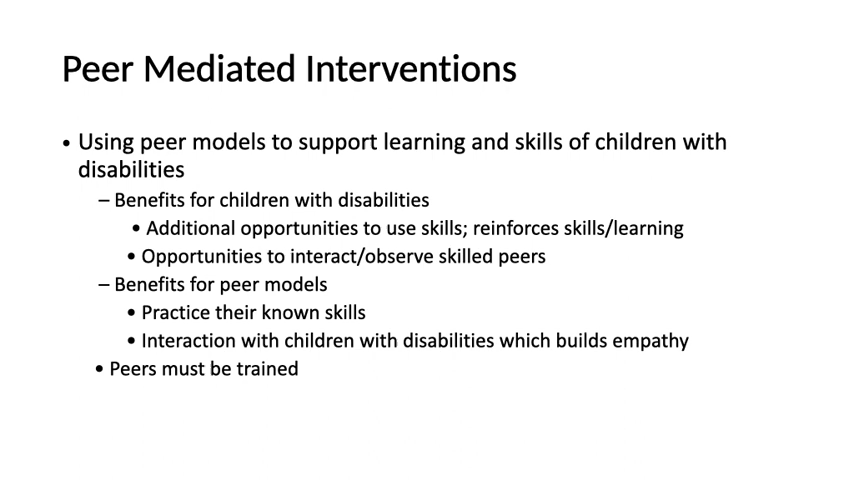 Peer Mediated Interventions
• Using peer models to support learning and skills of children with
disabilities
– Benefits for children with disabilities
• Additional opportunities to use skills; reinforces skills/learning
• Opportunities to interact/observe skilled peers
– Benefits for peer models
• Practice their known skills
• Interaction with children with disabilities which builds empathy
• Peers must be trained